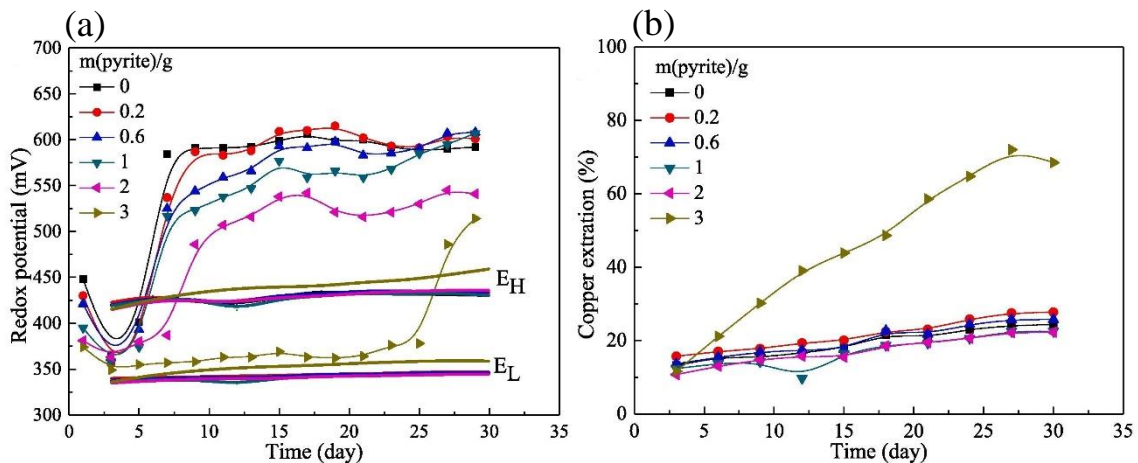 (a)
700
650
600
550
500
450
400
350
300
Redox potential (mV)
m(pyrite)/g
0
0.2
0.6
1
2
3
E_H
E_L
0 5 10 15 20 25 30 35
Time (day)
(b)
100
80
60
40
20
0
Copper extration (%)
m(pyrite)/g
0
0.2
0.6
1
2
3
0 5 10 15 20 25 30 35
Time (day)